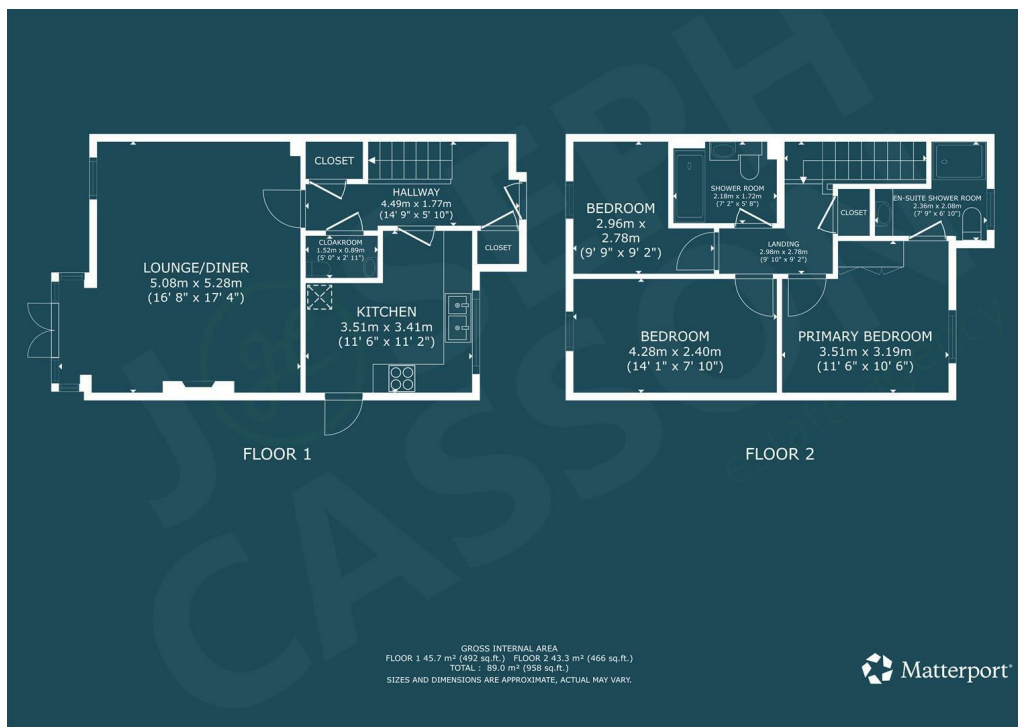 CLOSET
HALLWAY
4.49m x 1.77m
(14' 9" x 5' 10")
CLOAKROOM
1.52m x 0.89m
(5' 0" x 2' 11")
CLOSET
LOUNGE/DINER
5.08m x 5.28m
(16' 8" x 17' 4")
KITCHEN
3.51m x 3.41m
(11' 6" x 11' 2")
FLOOR 1
SHOWER ROOM
2.18m x 1.72m
(7' 2" x 5' 8")
BEDROOM
2.96m x
2.78m
(9' 9" x 9' 2")
EN-SUITE SHOWER ROOM
2.36m x 2.08m
(7' 9" x 6' 10")
CLOSET
LANDING
2.98m x 2.78m
(9' 10" x 9' 2")
BEDROOM
4.28m x 2.40m
(14' 1" x 7' 10")
PRIMARY BEDROOM
3.51m x 3.19m
(11' 6" x 10' 6")
FLOOR 2
GROSS INTERNAL AREA
FLOOR 1 45.7 m² (492 sq.ft.) FLOOR 2 43.3 m² (466 sq.ft.)
TOTAL : 89.0 m² (958 sq.ft.)
SIZES AND DIMENSIONS ARE APPROXIMATE, ACTUAL MAY VARY.
Matterport®